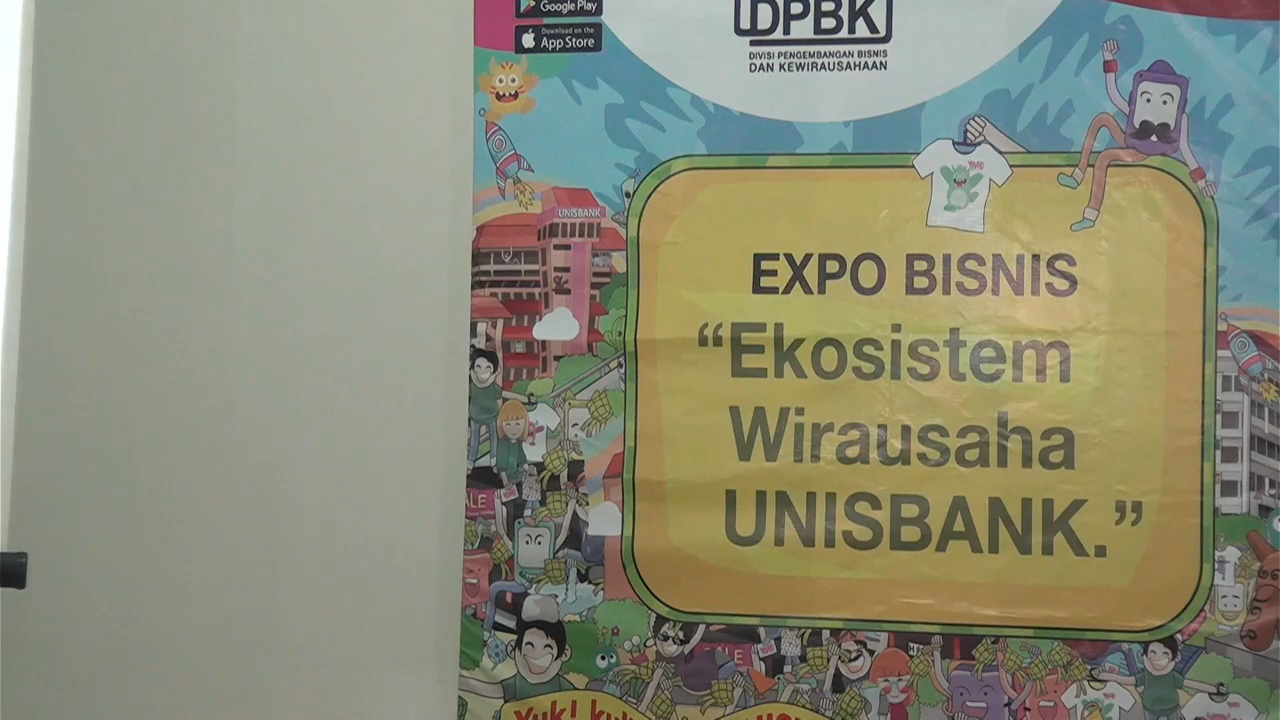 Google Play
Download on the
App Store
DPBK
DIVISI PENGEMBANGAN BISNIS
DAN KEWIRAUSAHAAN
UNISBANK
EXPO BISNIS
“Ekosistem
Wirausaha
UNISBANK.”
Yuk!